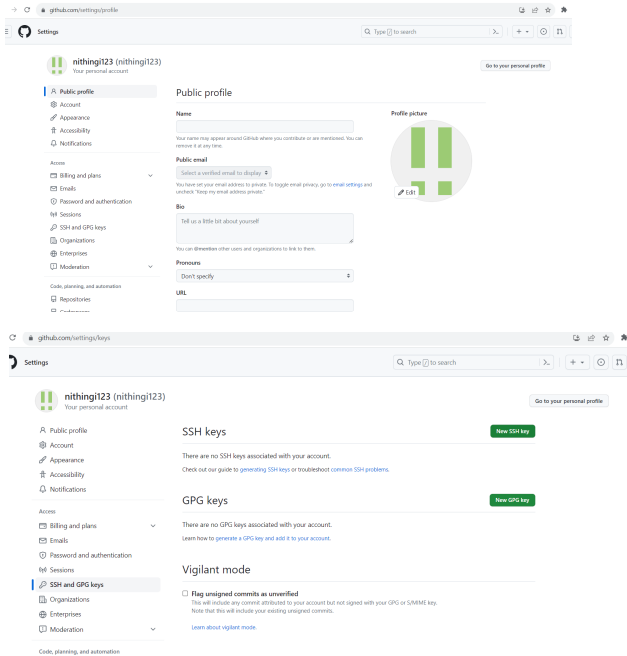 github.com/settings/profile
Settings
Type / to search
nithingi123 (nithingi123)
Your personal account
Go to your personal profile
Public profile
Account
Appearance
Accessibility
Notifications
Access
Billing and plans
Emails
Password and authentication
Sessions
SSH and GPG keys
Organizations
Enterprises
Moderation
Code, planning, and automation
Repositories
Public profile
Name
Your name may appear around GitHub where you contribute or are mentioned. You can
remove it at any time.
Public email
Select a verified email to display
You have set your email address to private. To toggle email privacy, go to email settings and
uncheck "Keep my email address private."
Bio
Tell us a little bit about yourself
You can @mention other users and organizations to link to them.
Pronouns
Don't specify
URL
Profile picture
Edit
github.com/settings/keys
Settings
Type / to search
nithingi123 (nithingi123)
Your personal account
Go to your personal profile
Public profile
Account
Appearance
Accessibility
Notifications
Access
Billing and plans
Emails
Password and authentication
Sessions
SSH and GPG keys
Organizations
Enterprises
Moderation
Code, planning, and automation
SSH keys
New SSH key
There are no SSH keys associated with your account.
Check out our guide to generating SSH keys or troubleshoot common SSH problems.
GPG keys
New GPG key
There are no GPG keys associated with your account.
Learn how to generate a GPG key and add it to your account.
Vigilant mode
Flag unsigned commits as unverified
This will include any commit attributed to your account but not signed with your GPG or S/MIME key.
Note that this will include your existing unsigned commits.
Learn about vigilant mode.